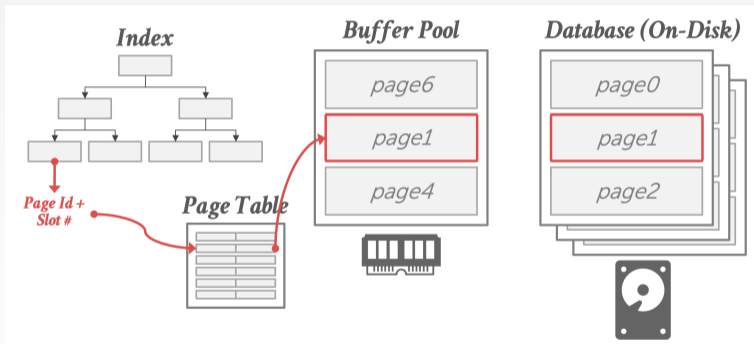 Index
Buffer Pool
Database (On-Disk)
page6
page0
page1
page1
page4
page2
Page Id +
Slot #
Page Table